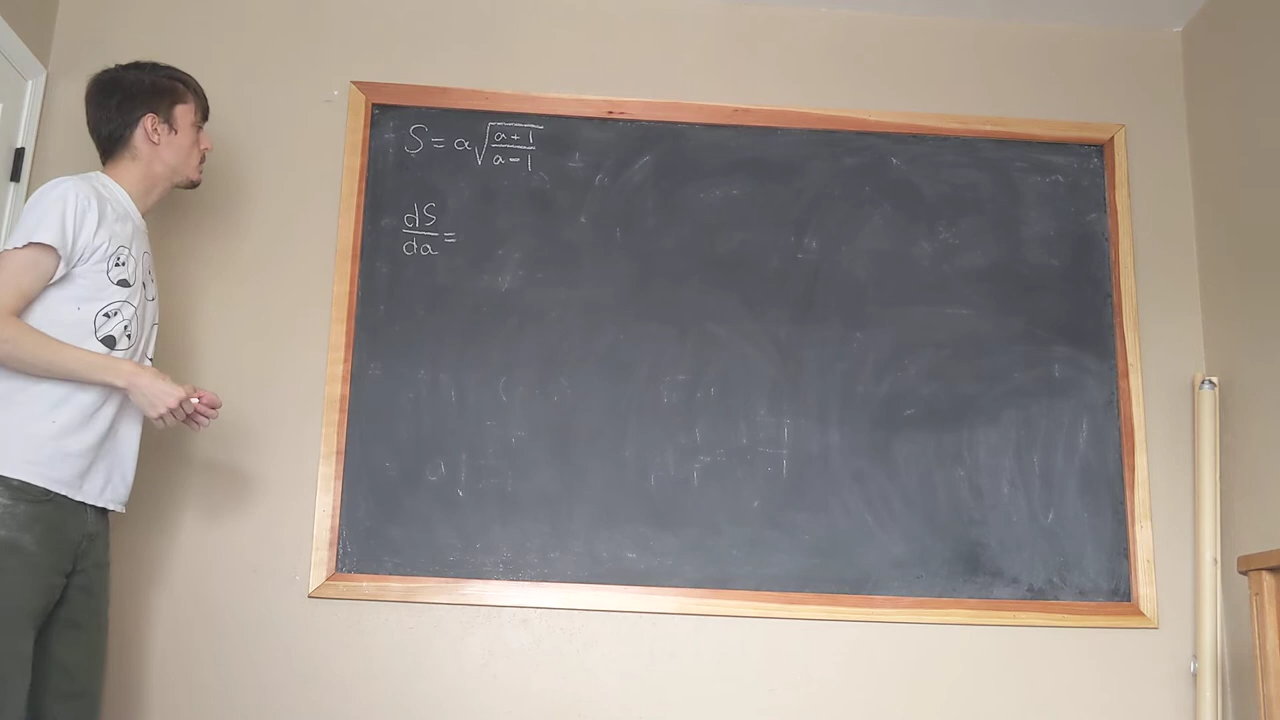 S = a√((a+1)/(a-1))
dS/da =